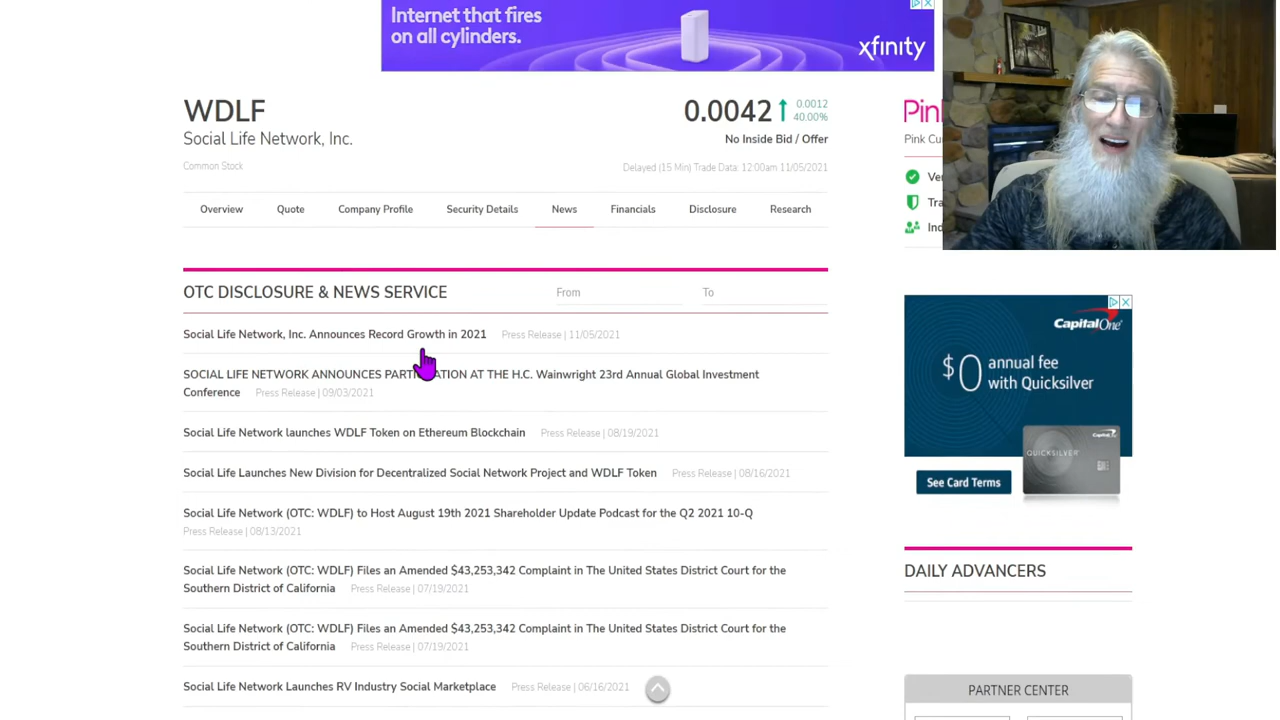 Internet that fires
on all cylinders.
xfinity
WDLF
Social Life Network, Inc.
Common Stock
0.0042
0.0012
40.00%
No Inside Bid / Offer
Delayed (15 Min) Trade Data: 12:00am 11/05/2021
Overview
Quote
Company Profile
Security Details
News
Financials
Disclosure
Research
OTC DISCLOSURE & NEWS SERVICE
From
To
Social Life Network, Inc. Announces Record Growth in 2021 Press Release | 11/05/2021
SOCIAL LIFE NETWORK ANNOUNCES AT THE H.C. Wainwright 23rd Annual Global Investment
Conference Press Release | 09/03/2021
Social Life Network launches WDLF Token on Ethereum Blockchain Press Release | 08/19/2021
Social Life Launches New Division for Decentralized Social Network Project and WDLF Token Press Release | 08/16/2021
Social Life Network (OTC: WDLF) to Host August 19th 2021 Shareholder Update Podcast for the Q2 2021 10-Q
Press Release | 08/13/2021
Social Life Network (OTC: WDLF) Files an Amended $43,253,342 Complaint in The United States District Court for the
Southern District of California Press Release | 07/19/2021
Social Life Network (OTC: WDLF) Files an Amended $43,253,342 Complaint in The United States District Court for the
Southern District of California Press Release | 07/19/2021
Social Life Network Launches RV Industry Social Marketplace Press Release | 06/16/2021
Pin
Pink Cu
Ve
Tra
Ind
CapitalOne
$0 annual fee
with Quicksilver
QUICKSILVER
See Card Terms
DAILY ADVANCERS
PARTNER CENTER